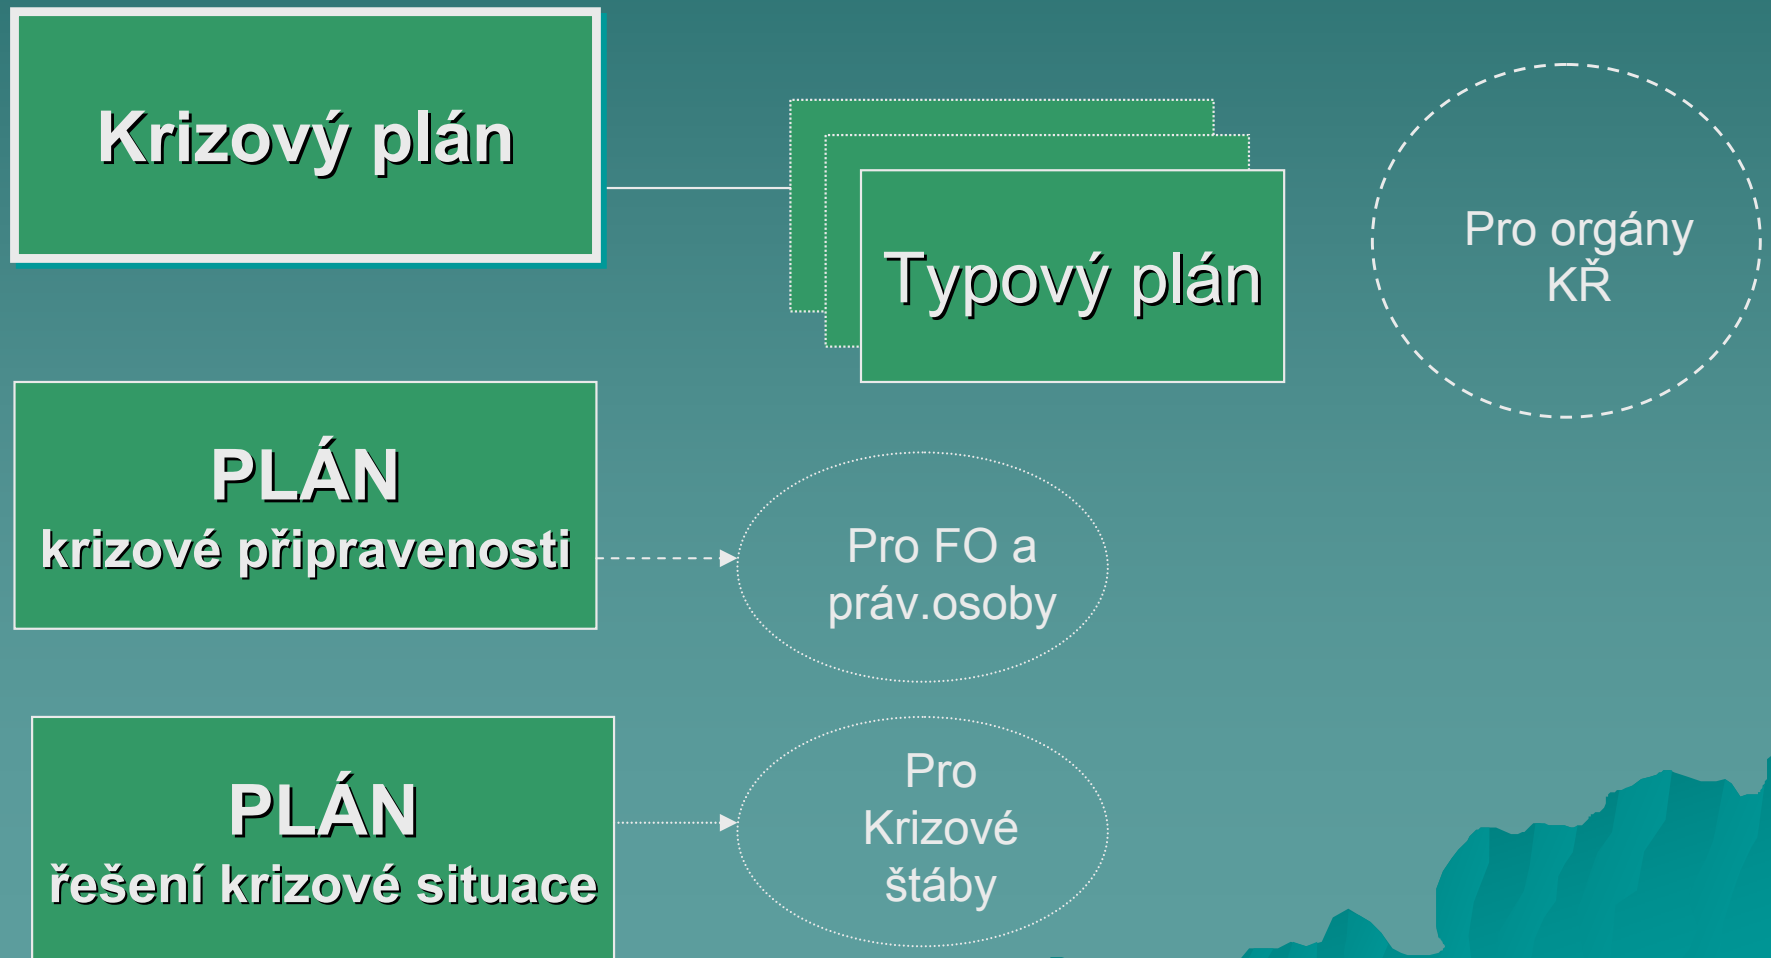 Krizový plán
Typový plán
Pro orgány
KŘ
PLÁN
krizové připravenosti
Pro FO a
práv.osoby
PLÁN
řešení krizové situace
Pro
Krizové
štáby